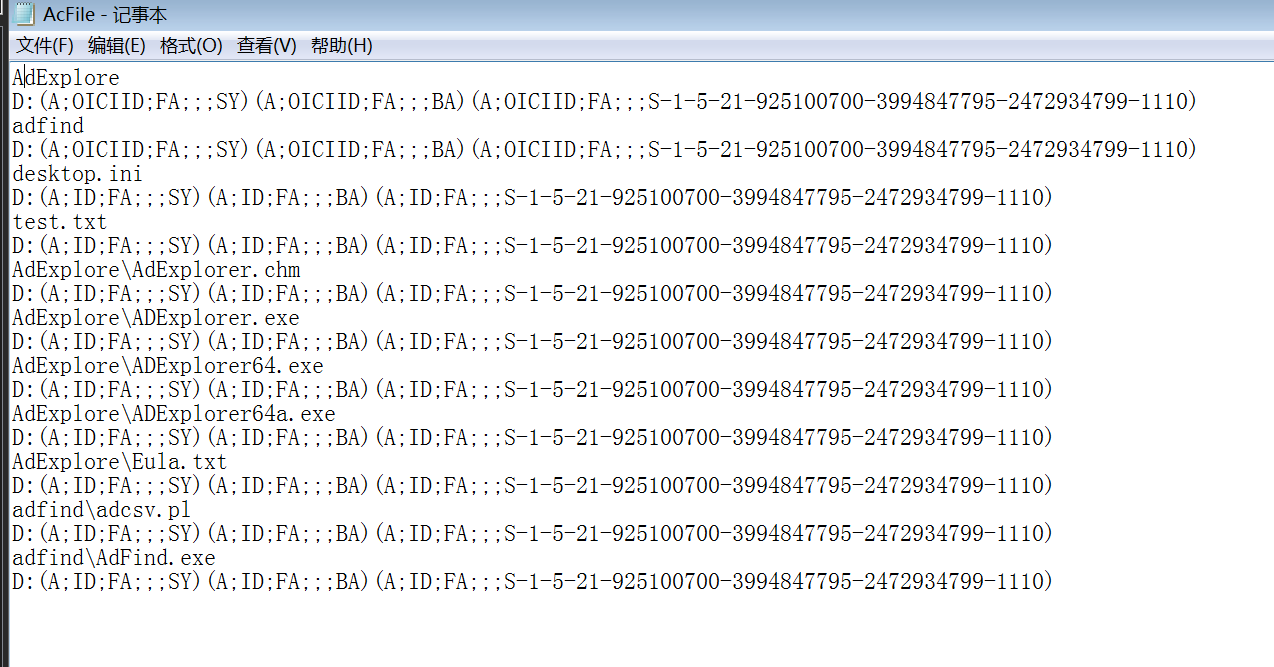 AcFile - 记事本
文件(F) 编辑(E) 格式(O) 查看(V) 帮助(H)
AdExplore
D:(A;OICIID;FA;;;SY)(A;OICIID;FA;;;BA)(A;OICIID;FA;;;S-1-5-21-925100700-3994847795-2472934799-1110)
adfind
D:(A;OICIID;FA;;;SY)(A;OICIID;FA;;;BA)(A;OICIID;FA;;;S-1-5-21-925100700-3994847795-2472934799-1110)
desktop.ini
D:(A;ID;FA;;;SY)(A;ID;FA;;;BA)(A;ID;FA;;;S-1-5-21-925100700-3994847795-2472934799-1110)
test.txt
D:(A;ID;FA;;;SY)(A;ID;FA;;;BA)(A;ID;FA;;;S-1-5-21-925100700-3994847795-2472934799-1110)
AdExplore\AdExplorer.chm
D:(A;ID;FA;;;SY)(A;ID;FA;;;BA)(A;ID;FA;;;S-1-5-21-925100700-3994847795-2472934799-1110)
AdExplore\ADExplorer.exe
D:(A;ID;FA;;;SY)(A;ID;FA;;;BA)(A;ID;FA;;;S-1-5-21-925100700-3994847795-2472934799-1110)
AdExplore\ADExplorer64.exe
D:(A;ID;FA;;;SY)(A;ID;FA;;;BA)(A;ID;FA;;;S-1-5-21-925100700-3994847795-2472934799-1110)
AdExplore\ADExplorer64a.exe
D:(A;ID;FA;;;SY)(A;ID;FA;;;BA)(A;ID;FA;;;S-1-5-21-925100700-3994847795-2472934799-1110)
AdExplore\Eula.txt
D:(A;ID;FA;;;SY)(A;ID;FA;;;BA)(A;ID;FA;;;S-1-5-21-925100700-3994847795-2472934799-1110)
adfind\adcsv.pl
D:(A;ID;FA;;;SY)(A;ID;FA;;;BA)(A;ID;FA;;;S-1-5-21-925100700-3994847795-2472934799-1110)
adfind\AdFind.exe
D:(A;ID;FA;;;SY)(A;ID;FA;;;BA)(A;ID;FA;;;S-1-5-21-925100700-3994847795-2472934799-1110)